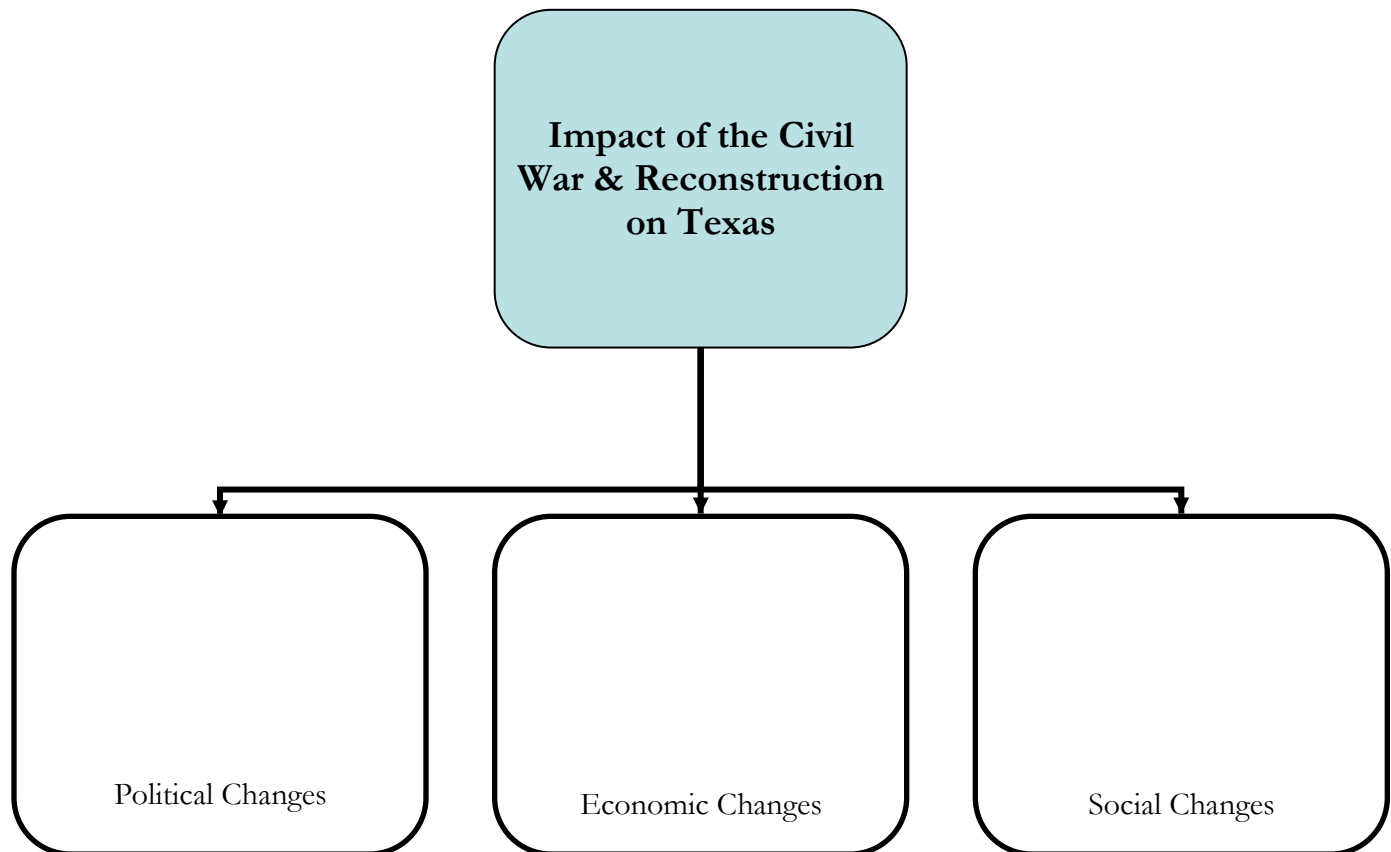 Impact of the Civil
War & Reconstruction
on Texas
Political Changes
Economic Changes
Social Changes